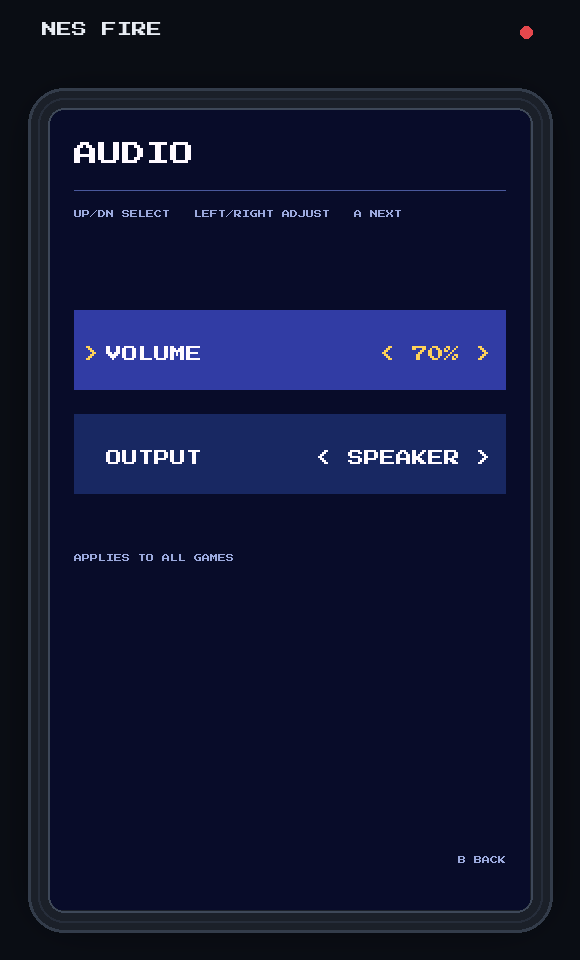 NES FIRE
AUDIO
UP/DN SELECT LEFT/RIGHT ADJUST A NEXT
> VOLUME < 70% >
OUTPUT < SPEAKER >
APPLIES TO ALL GAMES
B BACK